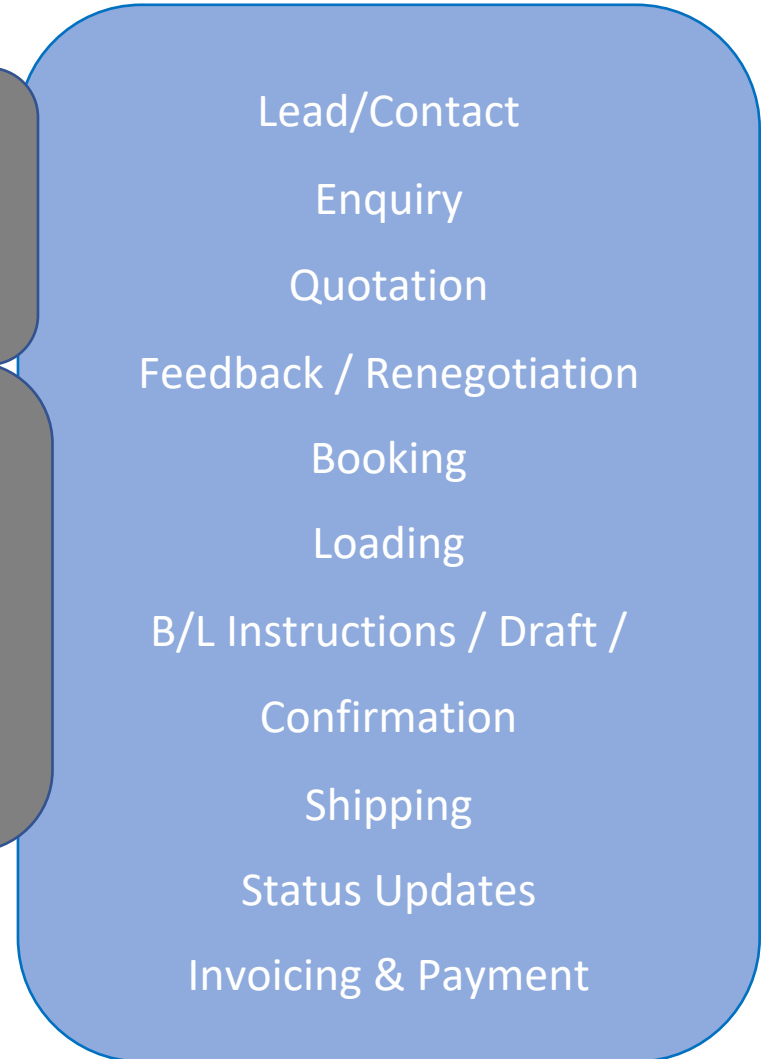 Lead/Contact
Enquiry
Quotation
Feedback / Renegotiation
Booking
Loading
B/L Instructions / Draft /
Confirmation
Shipping
Status Updates
Invoicing & Payment